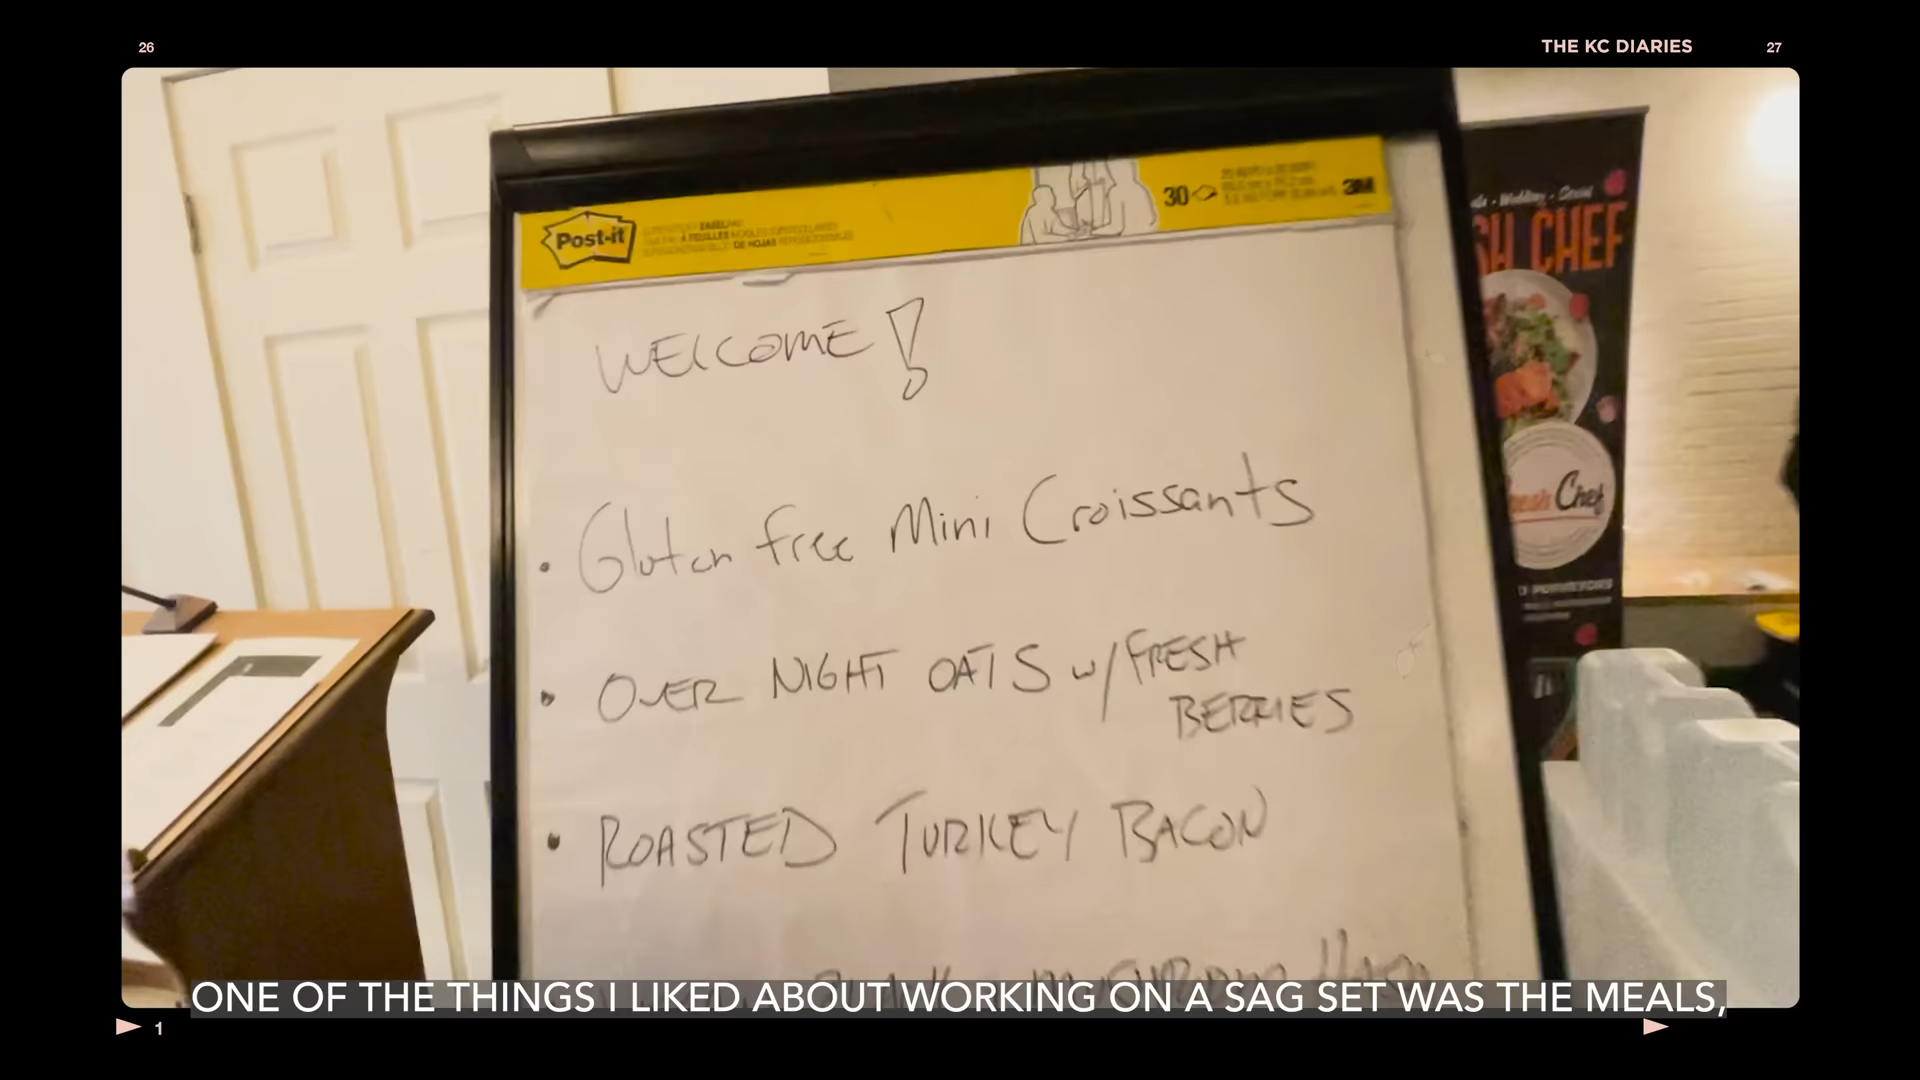 26
THE KC DIARIES 27
Post-it
30
3M
WELCOME!
• Gluten free Mini Croissants
• OVER NIGHT OATS w/ FRESH
BERRIES
• ROASTED TURKEY BACON
SH CHEF
Chef
ONE OF THE THINGS I LIKED ABOUT WORKING ON A SAG SET WAS THE MEALS,
1